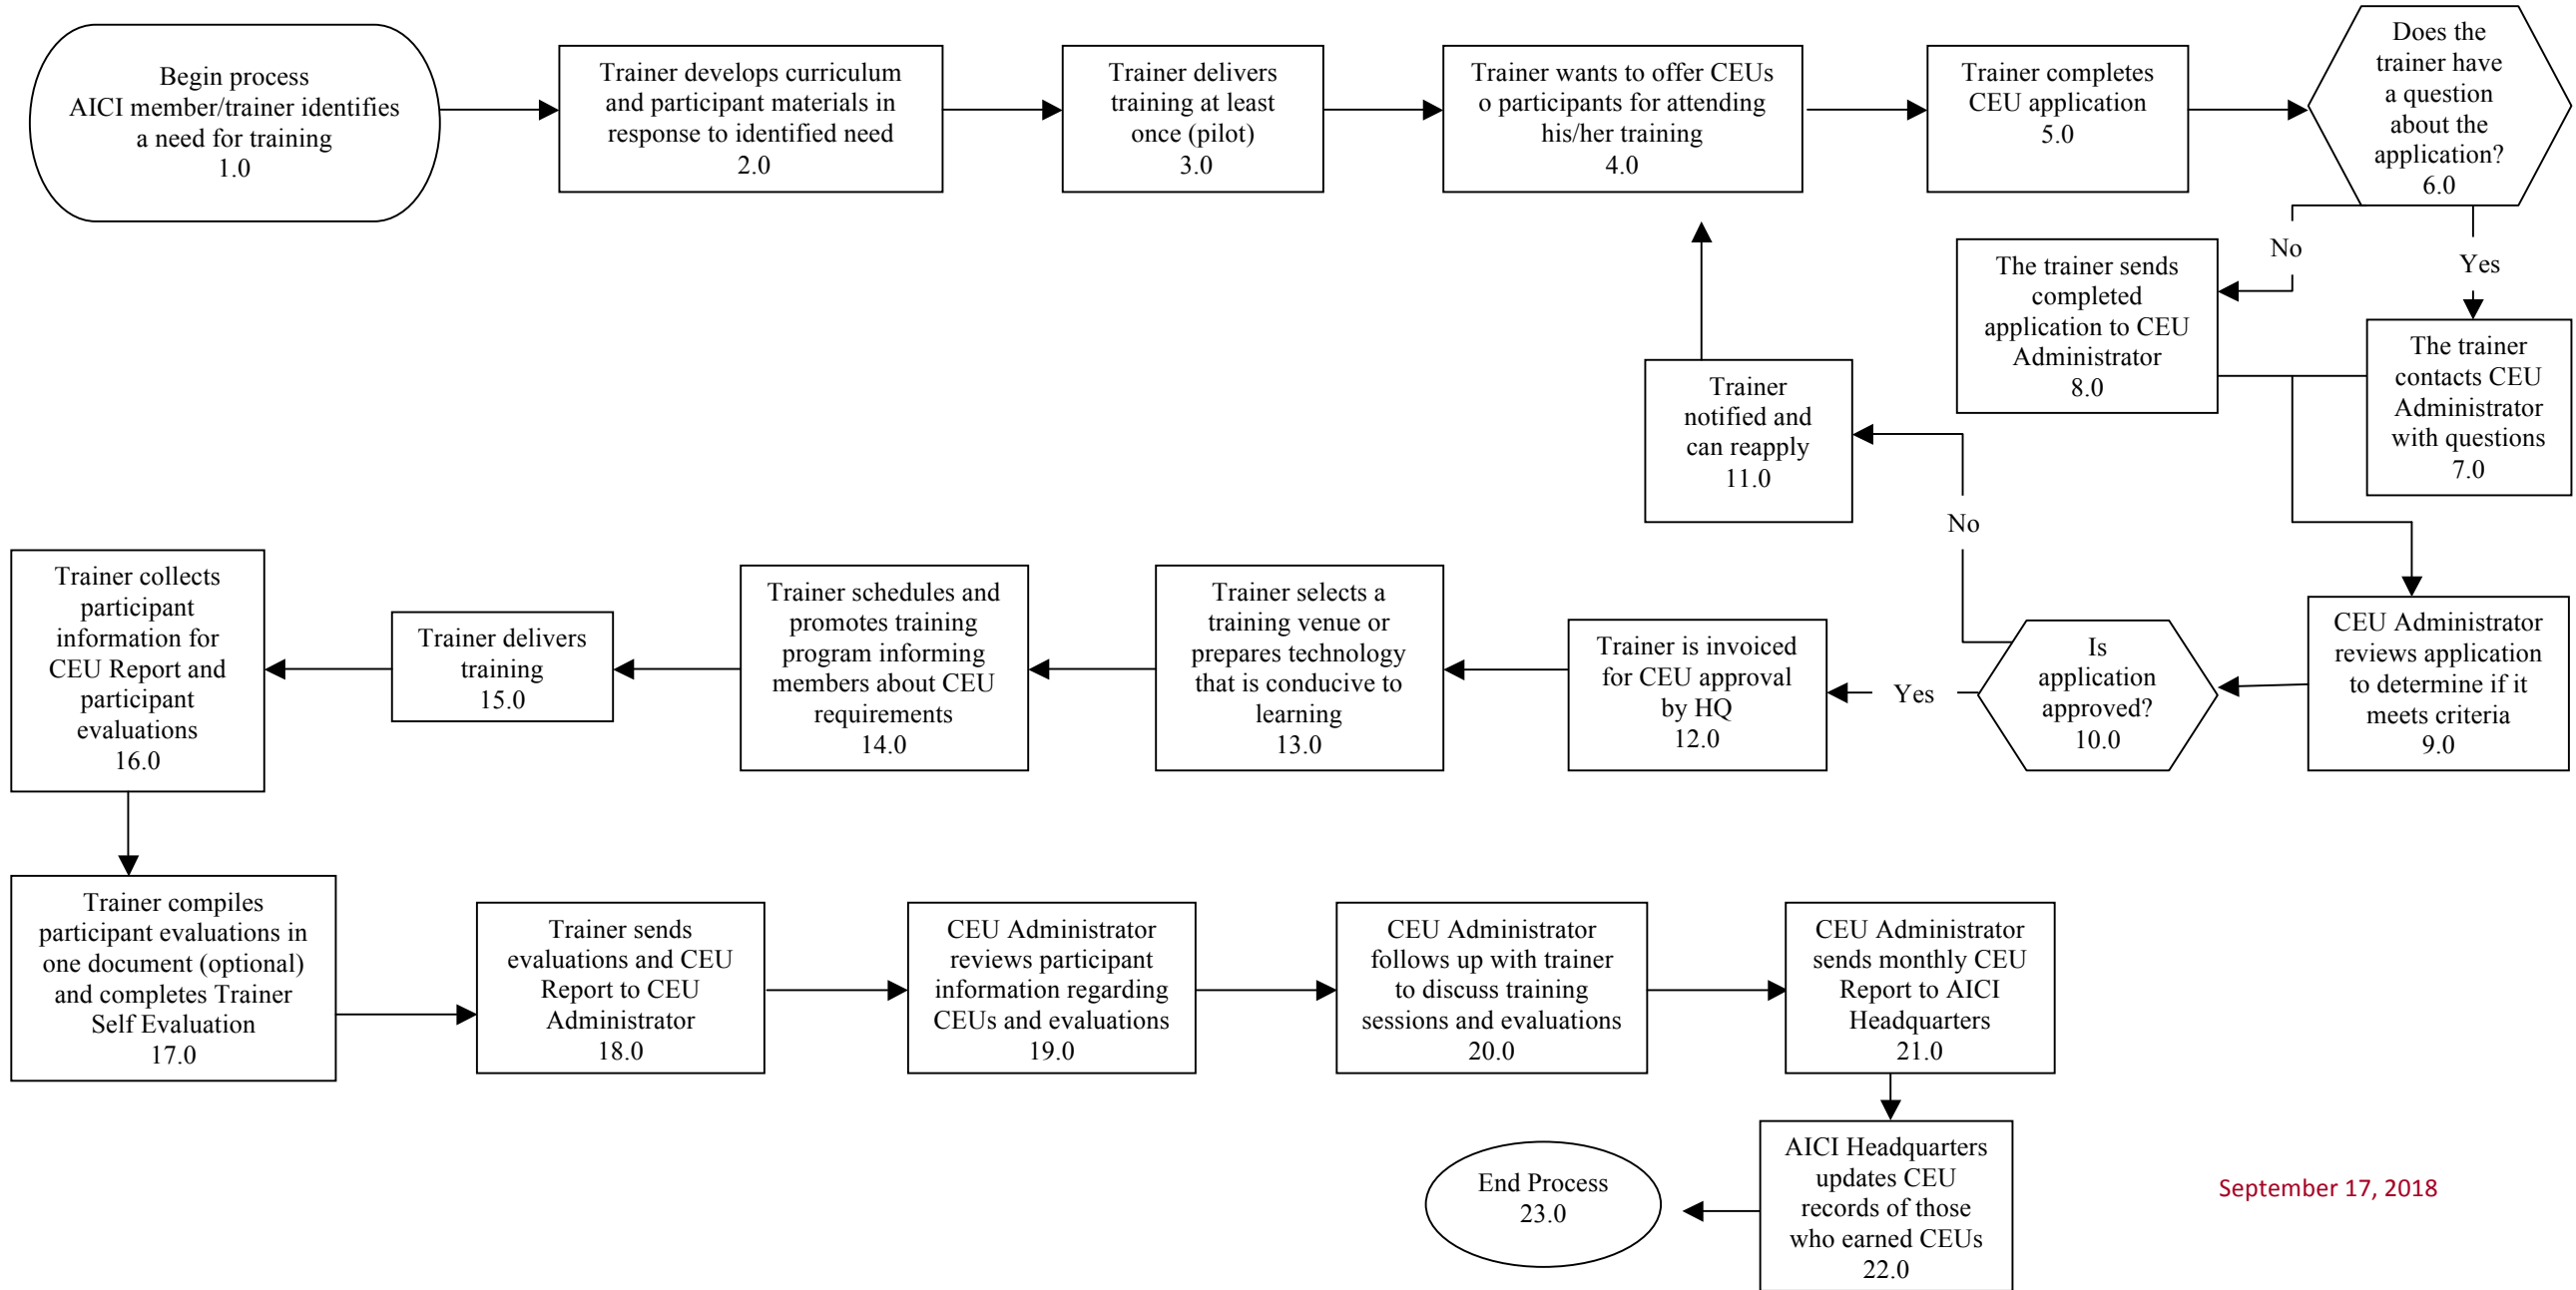 Begin process
AICI member/trainer identifies
a need for training
1.0
Trainer develops curriculum
and participant materials in
response to identified need
2.0
Trainer delivers
training at least
once (pilot)
3.0
Trainer wants to offer CEUs
o participants for attending
his/her training
4.0
Trainer completes
CEU application
5.0
Does the
trainer have
a question
about the
application?
6.0
No
Yes
The trainer
contacts CEU
Administrator
with questions
7.0
The trainer sends
completed
application to CEU
Administrator
8.0
CEU Administrator
reviews application
to determine if it
meets criteria
9.0
Is
application
approved?
10.0
No
Trainer
notified and
can reapply
11.0
Yes
Trainer is invoiced
for CEU approval
by HQ
12.0
Trainer selects a
training venue or
prepares technology
that is conducive to
learning
13.0
Trainer schedules and
promotes training
program informing
members about CEU
requirements
14.0
Trainer delivers
training
15.0
Trainer collects
participant
information for
CEU Report and
participant
evaluations
16.0
Trainer compiles
participant evaluations in
one document (optional)
and completes Trainer
Self Evaluation
17.0
Trainer sends
evaluations and CEU
Report to CEU
Administrator
18.0
CEU Administrator
reviews participant
information regarding
CEUs and evaluations
19.0
CEU Administrator
follows up with trainer
to discuss training
sessions and evaluations
20.0
CEU Administrator
sends monthly CEU
Report to AICI
Headquarters
21.0
AICI Headquarters
updates CEU
records of those
who earned CEUs
22.0
End Process
23.0
September 17, 2018